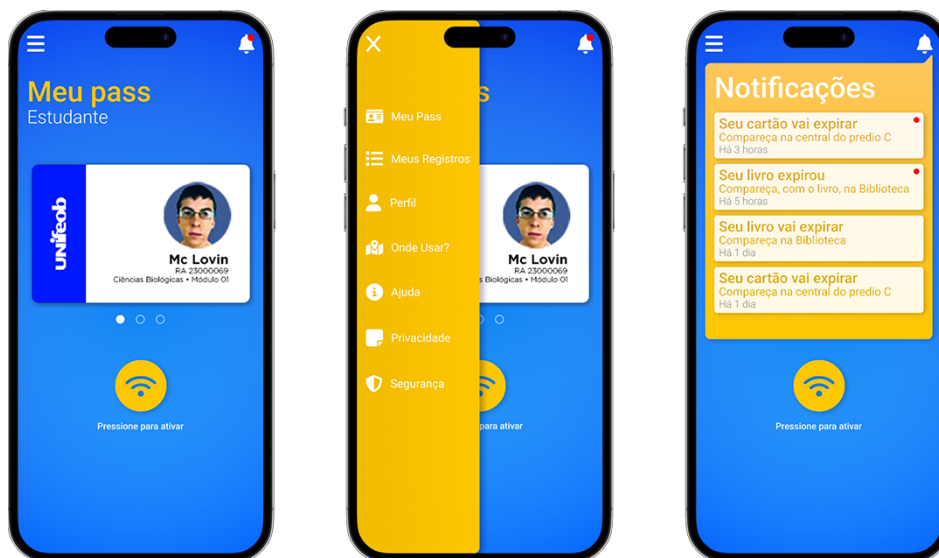 Meu pass
Estudante
UNifeob
Mc Lovin
RA 23000069
Ciências Biológicas • Módulo 01
Pressione para ativar
s
Meu Pass
Meus Registros
Perfil
Onde Usar?
Ajuda
Privacidade
Segurança
Mc Lovin
RA 23000069
s Biológicas • Módulo 01
para ativar
Notificações
Seu cartão vai expirar
Compareça na central do predio C
Há 3 horas
Seu livro expirou
Compareça, com o livro, na Biblioteca
Há 5 horas
Seu livro vai expirar
Compareça na Biblioteca
Há 1 dia
Seu cartão vai expirar
Compareça na central do predio C
Há 1 dia
Pressione para ativar